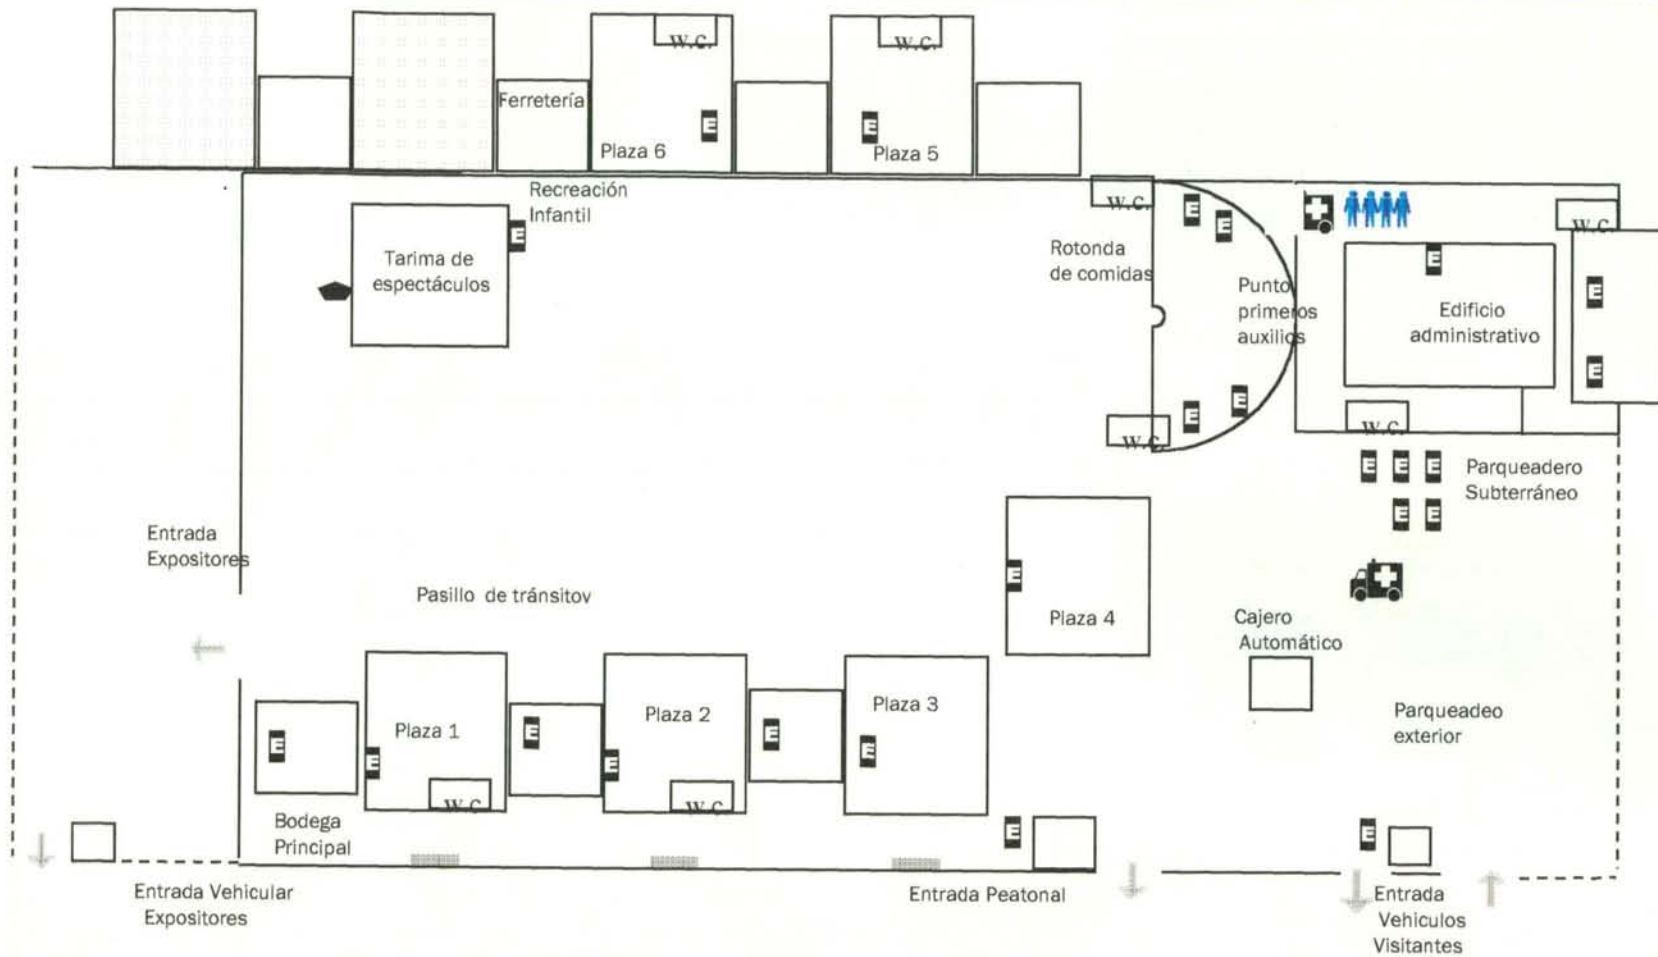 W.C.
W.C.
Ferretería
E
E
Plaza 6
Plaza 5
Recreación
Infantil
W.C.
E
E
W.C.
E
Tarima de
espectáculos
Rotonda
de comidas
E
Punto
primeros
auxilios
Edificio
administrativo
E
E
E
E
W.C.
W.C.
E
E
E
Parqueadero
Subterráneo
E
E
Entrada
Expositores
E
Pasillo de tránsitov
Plaza 4
Cajero
Automático
Plaza 1
Plaza 2
Plaza 3
Parqueadeo
exterior
E
E
E
E
E
E
W.C
W.C
Bodega
Principal
E
E
Entrada Vehicular
Expositores
Entrada Peatonal
Entrada
Vehiculos
Visitantes